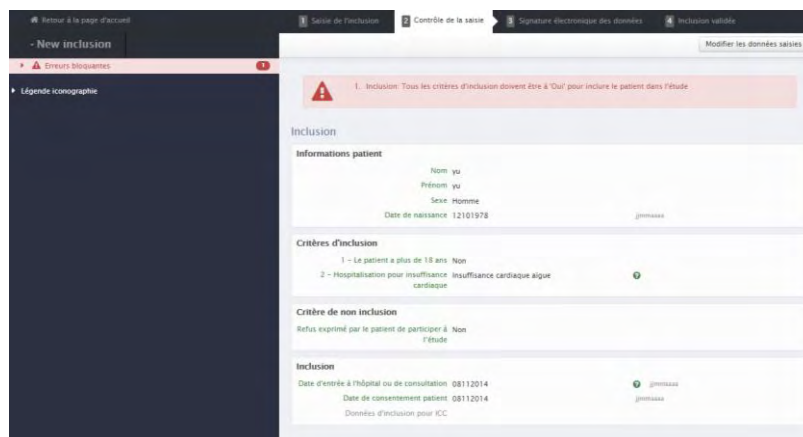 Retour à la page d'accueil
1 Saisie de l'inclusion
2 Contrôle de la saisie
3 Signature électronique des données
4 Inclusion validée
- New inclusion
Modifier les données saisies
Erreurs bloquantes 1
Légende iconographie
1. Inclusion: Tous les critères d'inclusion doivent être à 'Oui' pour inclure le patient dans l'étude
Inclusion
Informations patient
Nom yu
Prénom yu
Sexe Homme
Date de naissance 12101978 jjmmaaaa
Critères d'inclusion
1 - Le patient a plus de 18 ans Non
2 - Hospitalisation pour insuffisance Insuffisance cardiaque aigue
cardiaque
Critère de non inclusion
Refus exprimé par le patient de participer à Non
l'étude
Inclusion
Date d'entrée à l'hôpital ou de consultation 08112014 jjmmaaaa
Date de consentement patient 08112014 jjmmaaaa
Données d'inclusion pour ICC